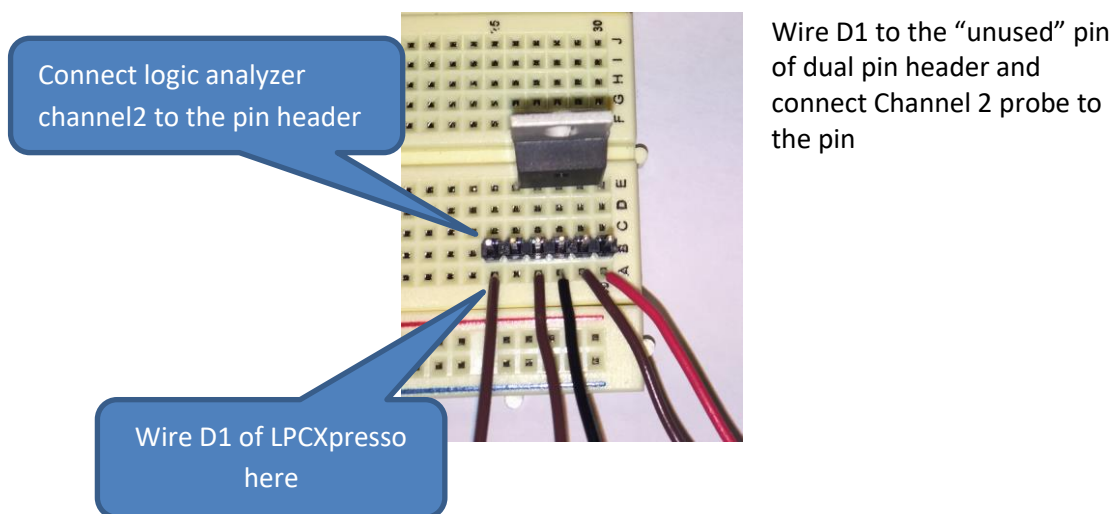 Connect logic analyzer
channel2 to the pin header
30
J
I
H
G
F
E
D
C
B
A
Wire D1 to the “unused” pin
of dual pin header and
connect Channel 2 probe to
the pin
Wire D1 of LPCXpresso
here